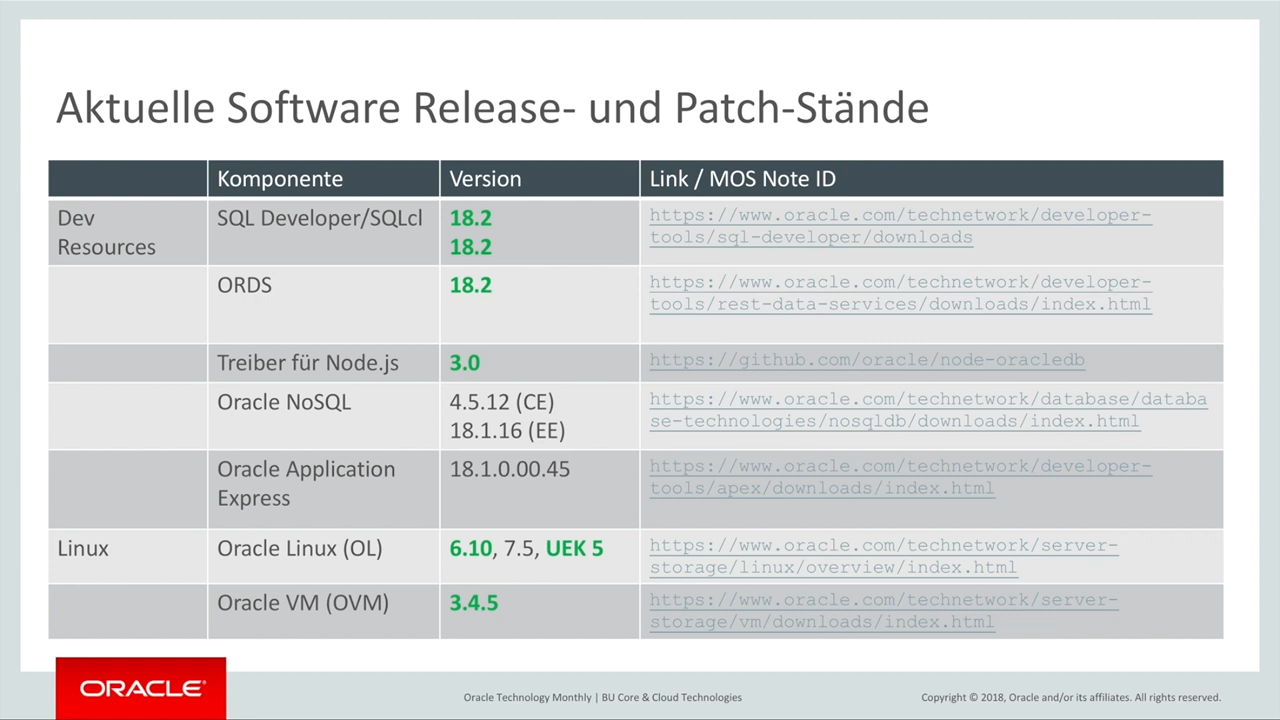 Aktuelle Software Release- und Patch-Stände
Komponente Version Link / MOS Note ID
Dev Resources SQL Developer/SQLcl 18.2 18.2 https://www.oracle.com/technetwork/developer-tools/sql-developer/downloads
ORDS 18.2 https://www.oracle.com/technetwork/developer-tools/rest-data-services/downloads/index.html
Treiber für Node.js 3.0 https://github.com/oracle/node-oracledb
Oracle NoSQL 4.5.12 (CE) 18.1.16 (EE) https://www.oracle.com/technetwork/database/database-technologies/nosqldb/downloads/index.html
Oracle Application Express 18.1.0.00.45 https://www.oracle.com/technetwork/developer-tools/apex/downloads/index.html
Linux Oracle Linux (OL) 6.10, 7.5, UEK 5 https://www.oracle.com/technetwork/server-storage/linux/overview/index.html
Oracle VM (OVM) 3.4.5 https://www.oracle.com/technetwork/server-storage/vm/downloads/index.html
ORACLE®
Oracle Technology Monthly | BU Core & Cloud Technologies
Copyright © 2018, Oracle and/or its affiliates. All rights reserved.